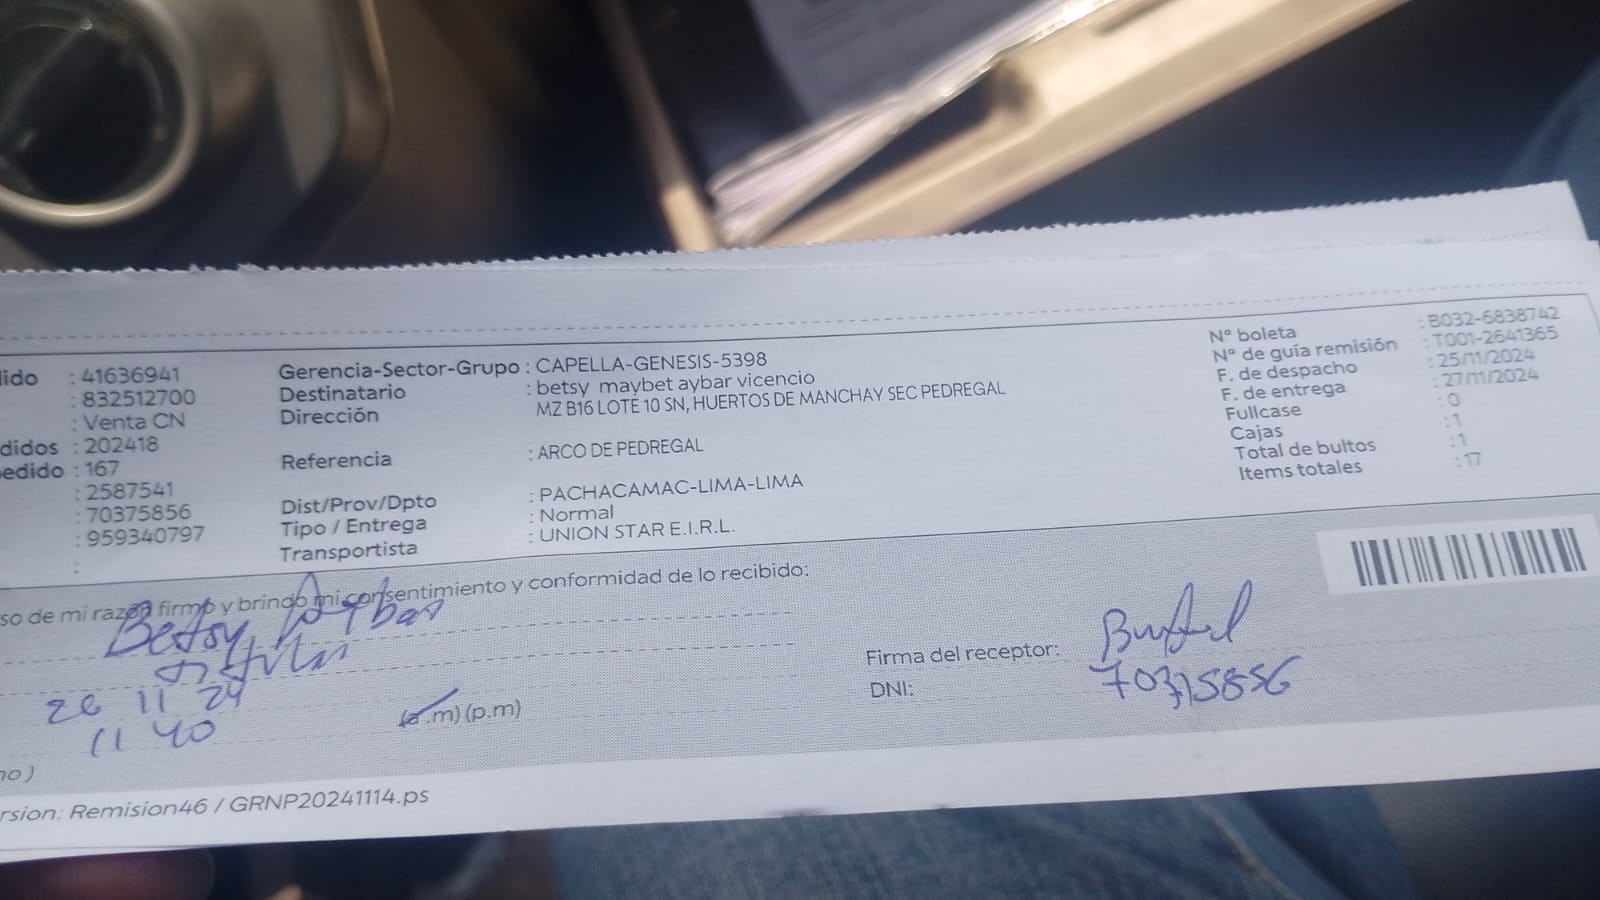 dido : 41636941
: 832512700
: Venta CN
didos : 202418
edido : 167
: 2587541
: 70375856
: 959340797
:
Gerencia-Sector-Grupo : CAPELLA-GENESIS-5398
Destinatario : betsy maybet aybar vicencio
Dirección MZ B16 LOTE 10 SN, HUERTOS DE MANCHAY SEC PEDREGAL
Referencia : ARCO DE PEDREGAL
Dist/Prov/Dpto : PACHACAMAC-LIMA-LIMA
Tipo / Entrega : Normal
Transportista : UNION STAR E.I.R.L.
N° boleta : B032-6838742
N° de guía remisión : T001-2641365
F. de despacho : 25/11/2024
F. de entrega : 27/11/2024
Fullcase : 0
Cajas : 1
Total de bultos : 1
Items totales : 17
so de mi razón firmo y brindo mi consentimiento y conformidad de lo recibido:
Betsy Aybar
26 11 24
11 40 (a.m) (p.m)
Firma del receptor:
DNI: 70375856
no)
rsion: Remision46 / GRNP20241114.ps